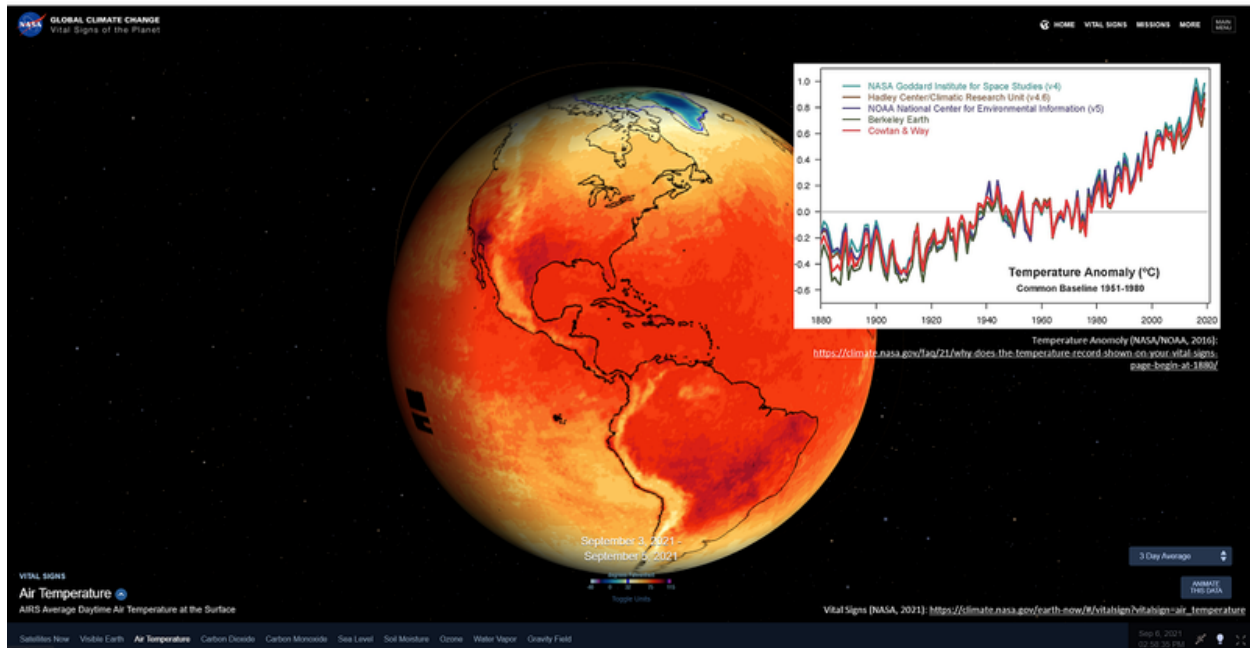 NASA
GLOBAL CLIMATE CHANGE
Vital Signs of the Planet
HOME VITAL SIGNS MISSIONS MORE MAIN MENU
1.0
0.8
0.6
0.4
0.2
0.0
-0.2
-0.4
-0.6
NASA Goddard Institute for Space Studies (v4)
Hadley Center/Climatic Research Unit (v4.6)
NOAA National Center for Environmental Information (v5)
Berkeley Earth
Cowtan & Way
Temperature Anomaly (ºC)
Common Baseline 1951-1980
1880 1900 1920 1940 1960 1980 2000 2020
Temperature Anomoly (NASA/NOAA, 2016):
https://climate.nasa.gov/faq/21/why-does-the-temperature-record-shown-on-your-vital-signs-
page-begin-at-1880/
September 3, 2021 -
September 5, 2021
Degrees Fahrenheit
Toggle Units
3 Day Average
ANIMATE
THIS DATA
VITAL SIGNS
Air Temperature
AIRS Average Daytime Air Temperature at the Surface
Vital Signs (NASA, 2021): https://climate.nasa.gov/earth-now/#/vitalsign?vitalsign=air_temperature
Satellites Now Visible Earth Air Temperature Carbon Dioxide Carbon Monoxide Sea Level Soil Moisture Ozone Water Vapor Gravity Field
Sep 6, 2021
02:58:35 PM